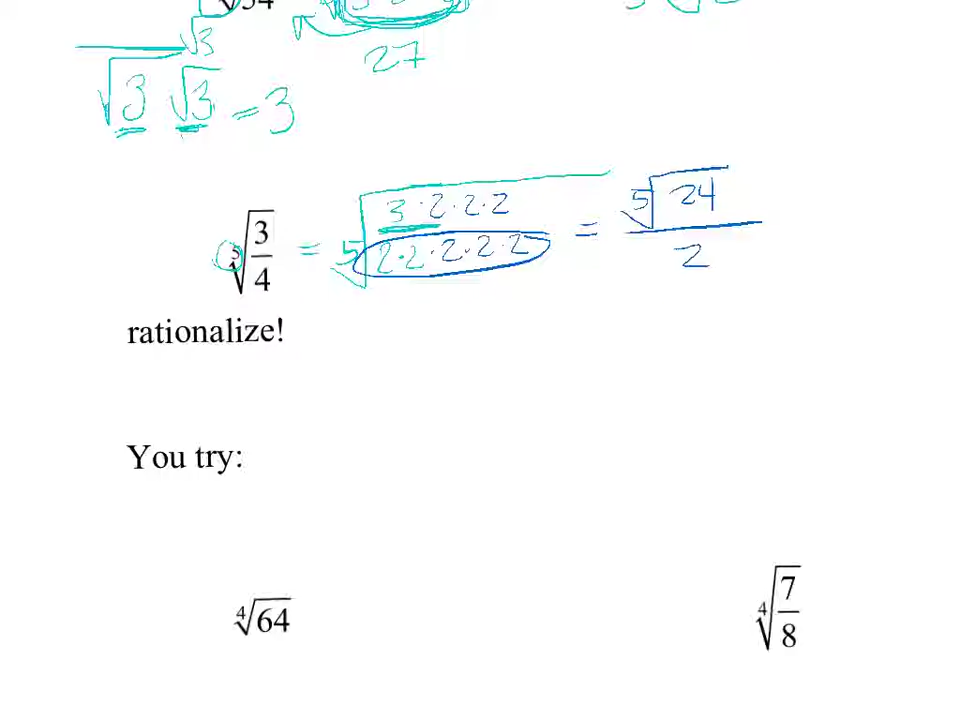 √3
27
√3 √3 = 3
⁵√(3/4) = ⁵√((3·2·2·2)/(2·2·2·2·2)) = ⁵√24/2
rationalize!
You try:
⁴√64 ⁴√(7/8)